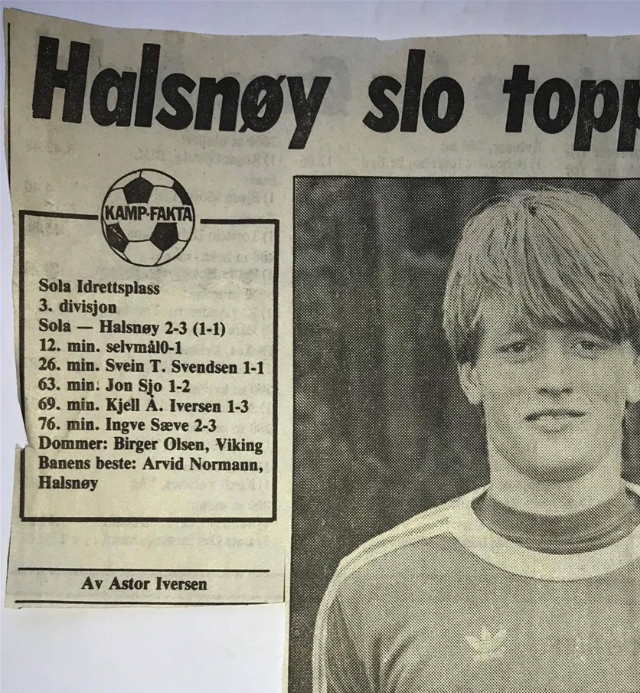 Halsnøy slo topp
KAMP-FAKTA
Sola Idrettsplass
3. divisjon
Sola — Halsnøy 2-3 (1-1)
12. min. selvmål0-1
26. min. Svein T. Svendsen 1-1
63. min: Jon Sjo 1-2
69. min. Kjell Å. Iversen 1-3
76. min. Ingve Sæve 2-3
Dommer: Birger Olsen, Viking
Banens beste: Arvid Normann,
Halsnøy
Av Astor Iversen